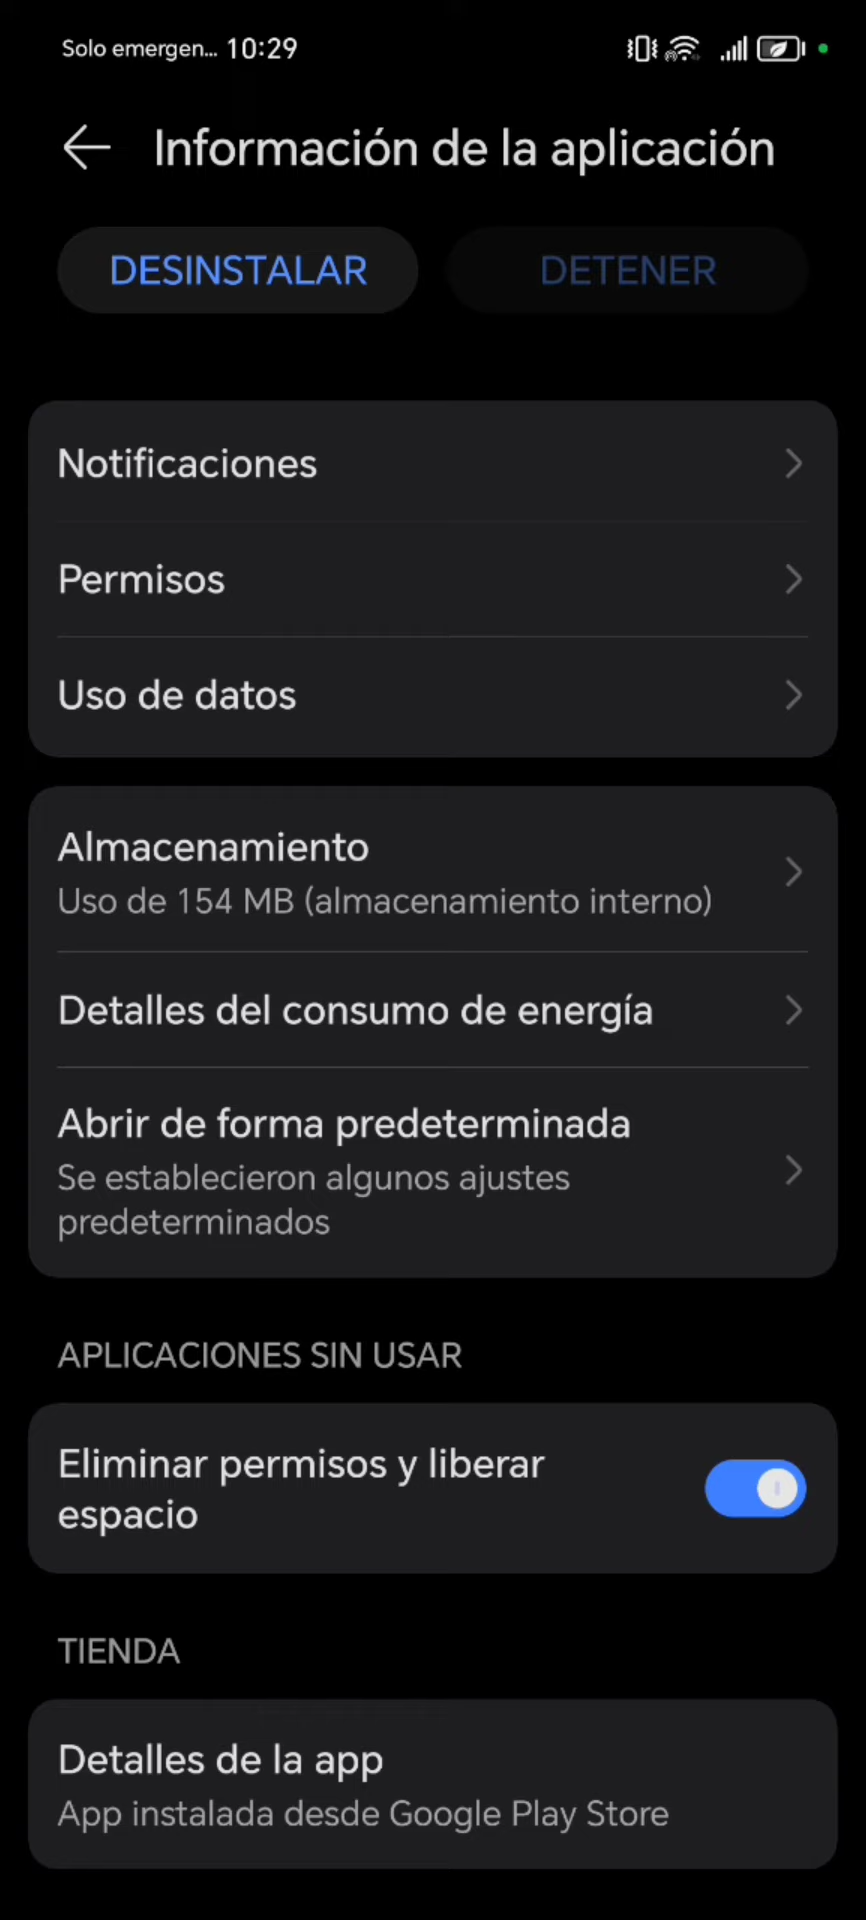 Solo emergen... 10:29
Información de la aplicación
DESINSTALAR
DETENER
Notificaciones
Permisos
Uso de datos
Almacenamiento
Uso de 154 MB (almacenamiento interno)
Detalles del consumo de energía
Abrir de forma predeterminada
Se establecieron algunos ajustes
predeterminados
APLICACIONES SIN USAR
Eliminar permisos y liberar
espacio
TIENDA
Detalles de la app
App instalada desde Google Play Store